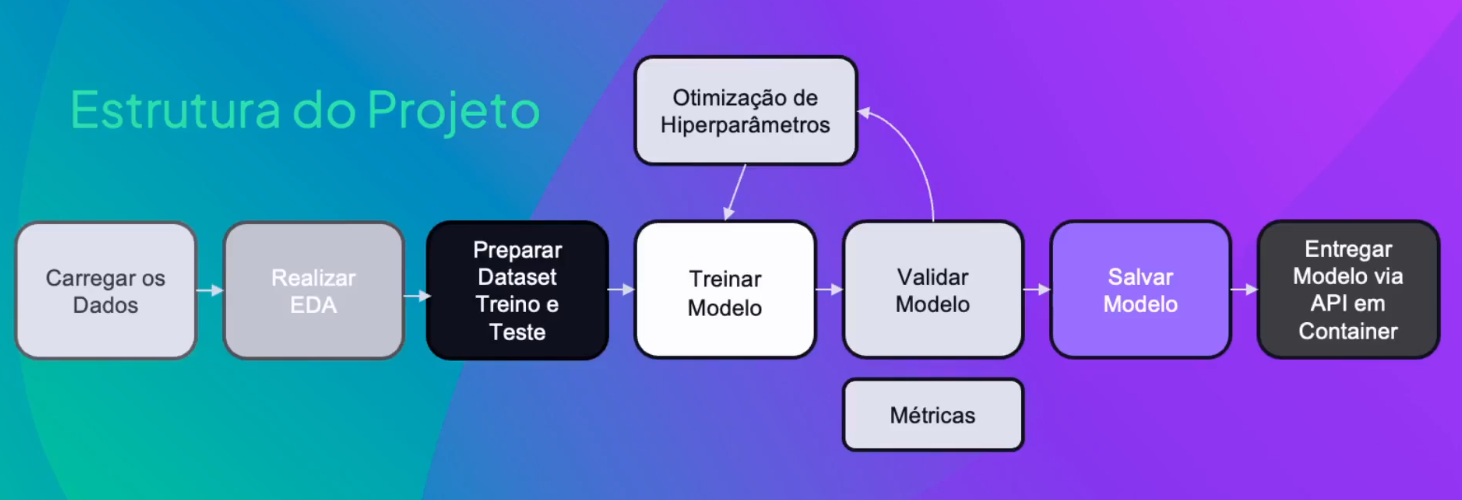 Estrutura do Projeto
Otimização de
Hiperparâmetros
Carregar os
Dados
Realizar
EDA
Preparar
Dataset
Treino e
Teste
Treinar
Modelo
Validar
Modelo
Salvar
Modelo
Entregar
Modelo via
API em
Container
Métricas